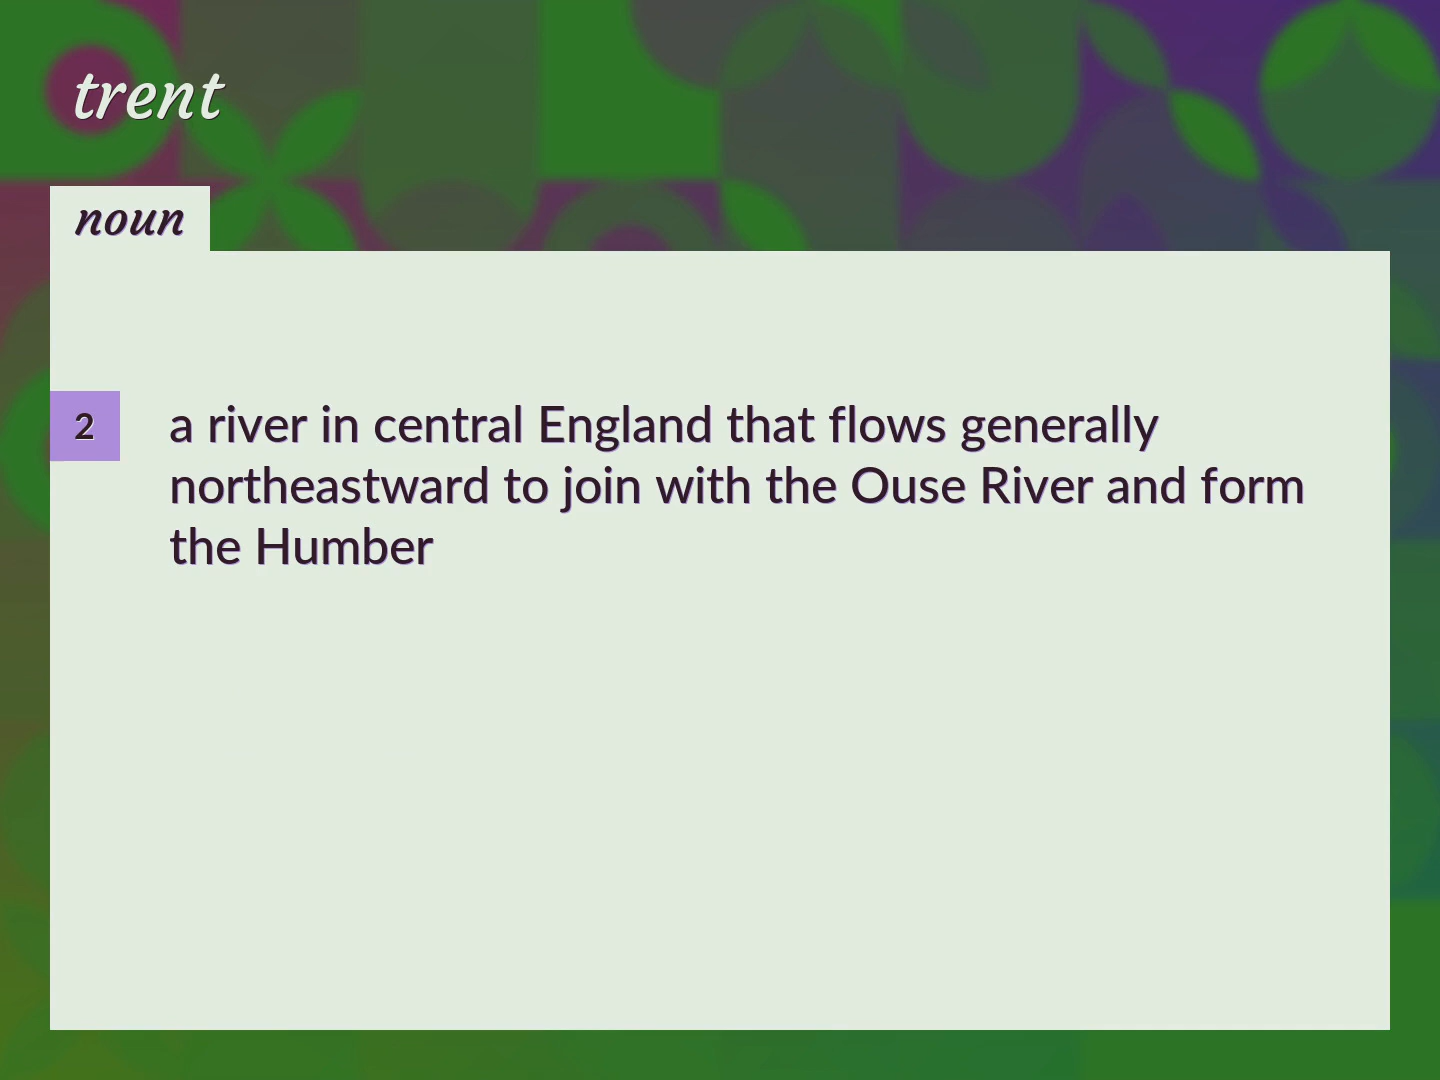 trent
noun
2
a river in central England that flows generally
northeastward to join with the Ouse River and form
the Humber